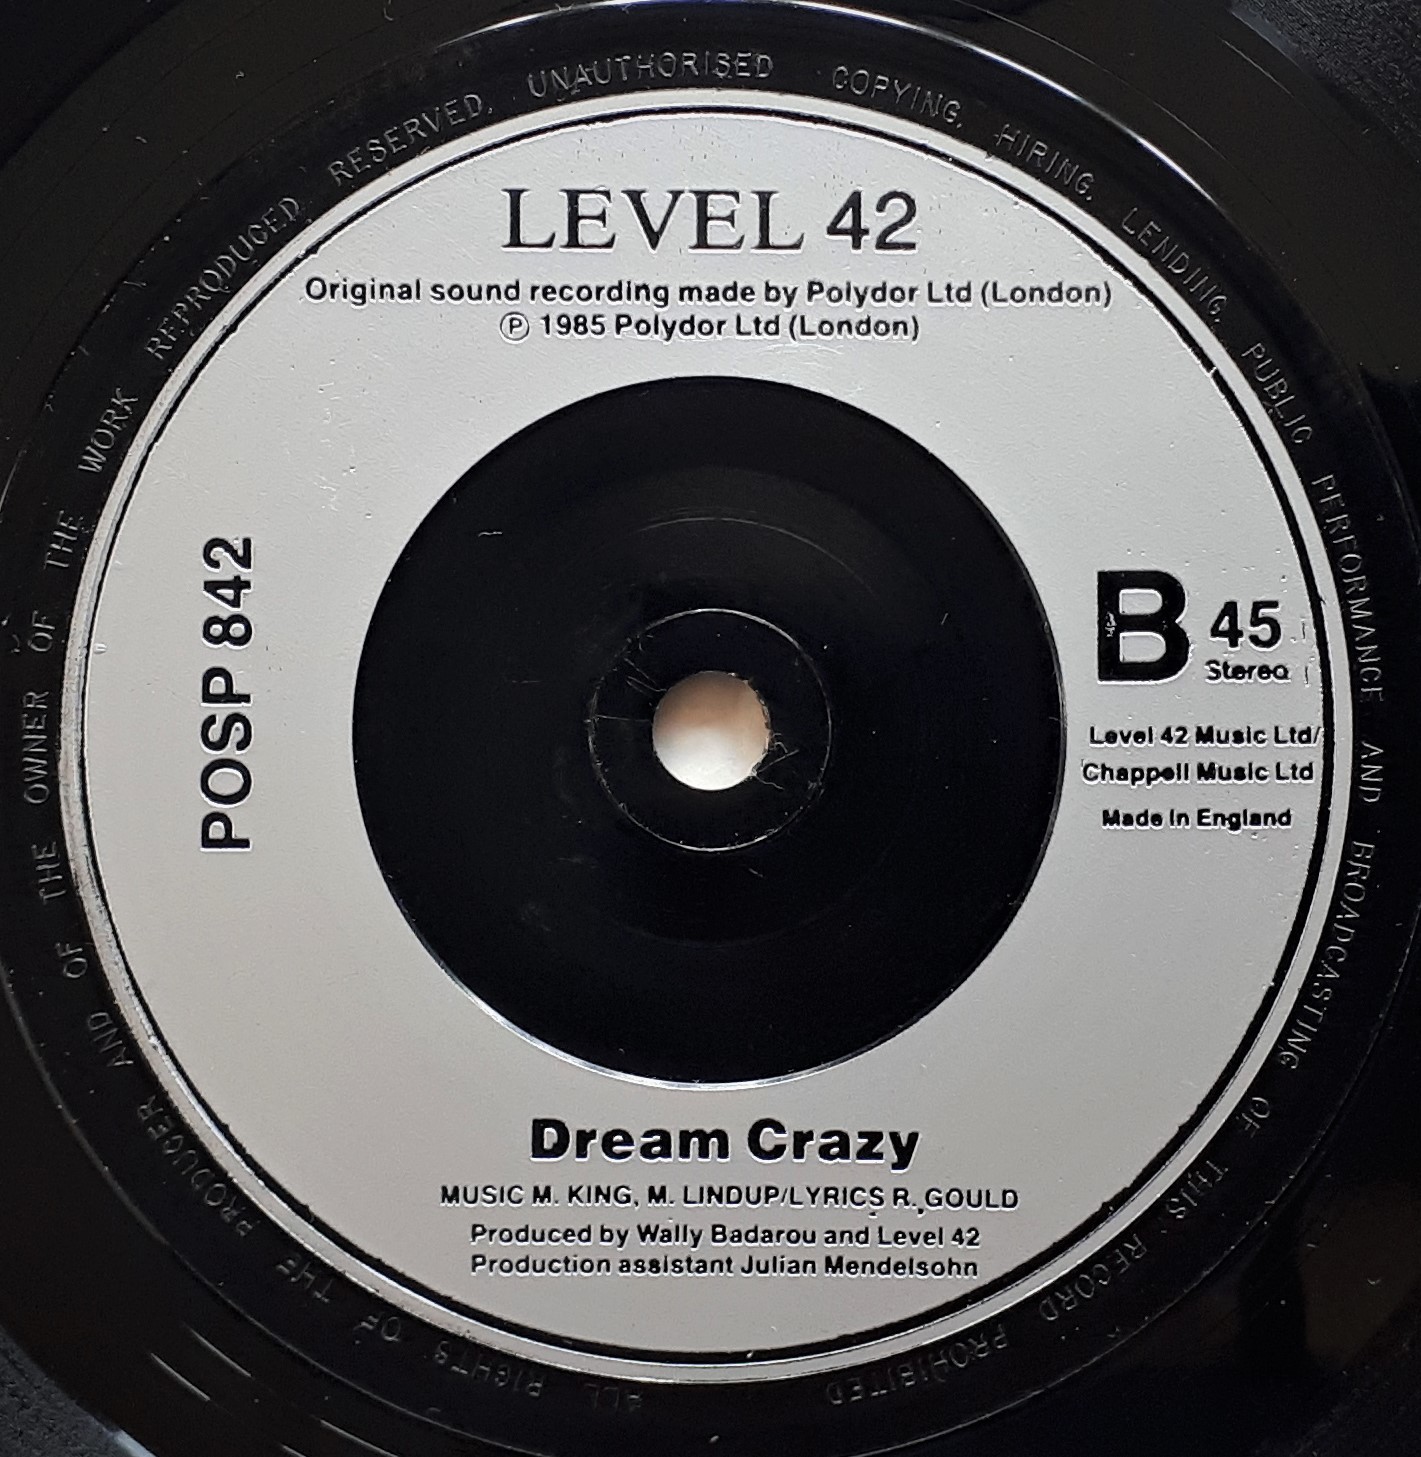 LEVEL 42
Original sound recording made by Polydor Ltd (London)
Ⓟ 1985 Polydor Ltd (London)
POSP 842
B 45
Stereo
Level 42 Music Ltd/
Chappell Music Ltd
Made in England
Dream Crazy
MUSIC M. KING, M. LINDUP/LYRICS R. GOULD
Produced by Wally Badarou and Level 42
Production assistant Julian Mendelsohn
ALL RIGHTS OF THE PRODUCER AND OF THE OWNER OF THE WORK REPRODUCED RESERVED. UNAUTHORISED COPYING, HIRING, LENDING, PUBLIC PERFORMANCE AND BROADCASTING OF THIS RECORD PROHIBITED